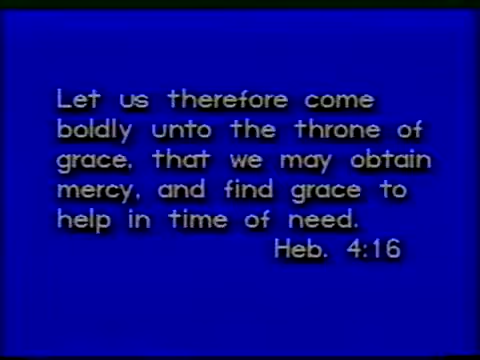 Let us therefore come
boldly unto the throne of
grace, that we may obtain
mercy, and find grace to
help in time of need.
Heb. 4:16